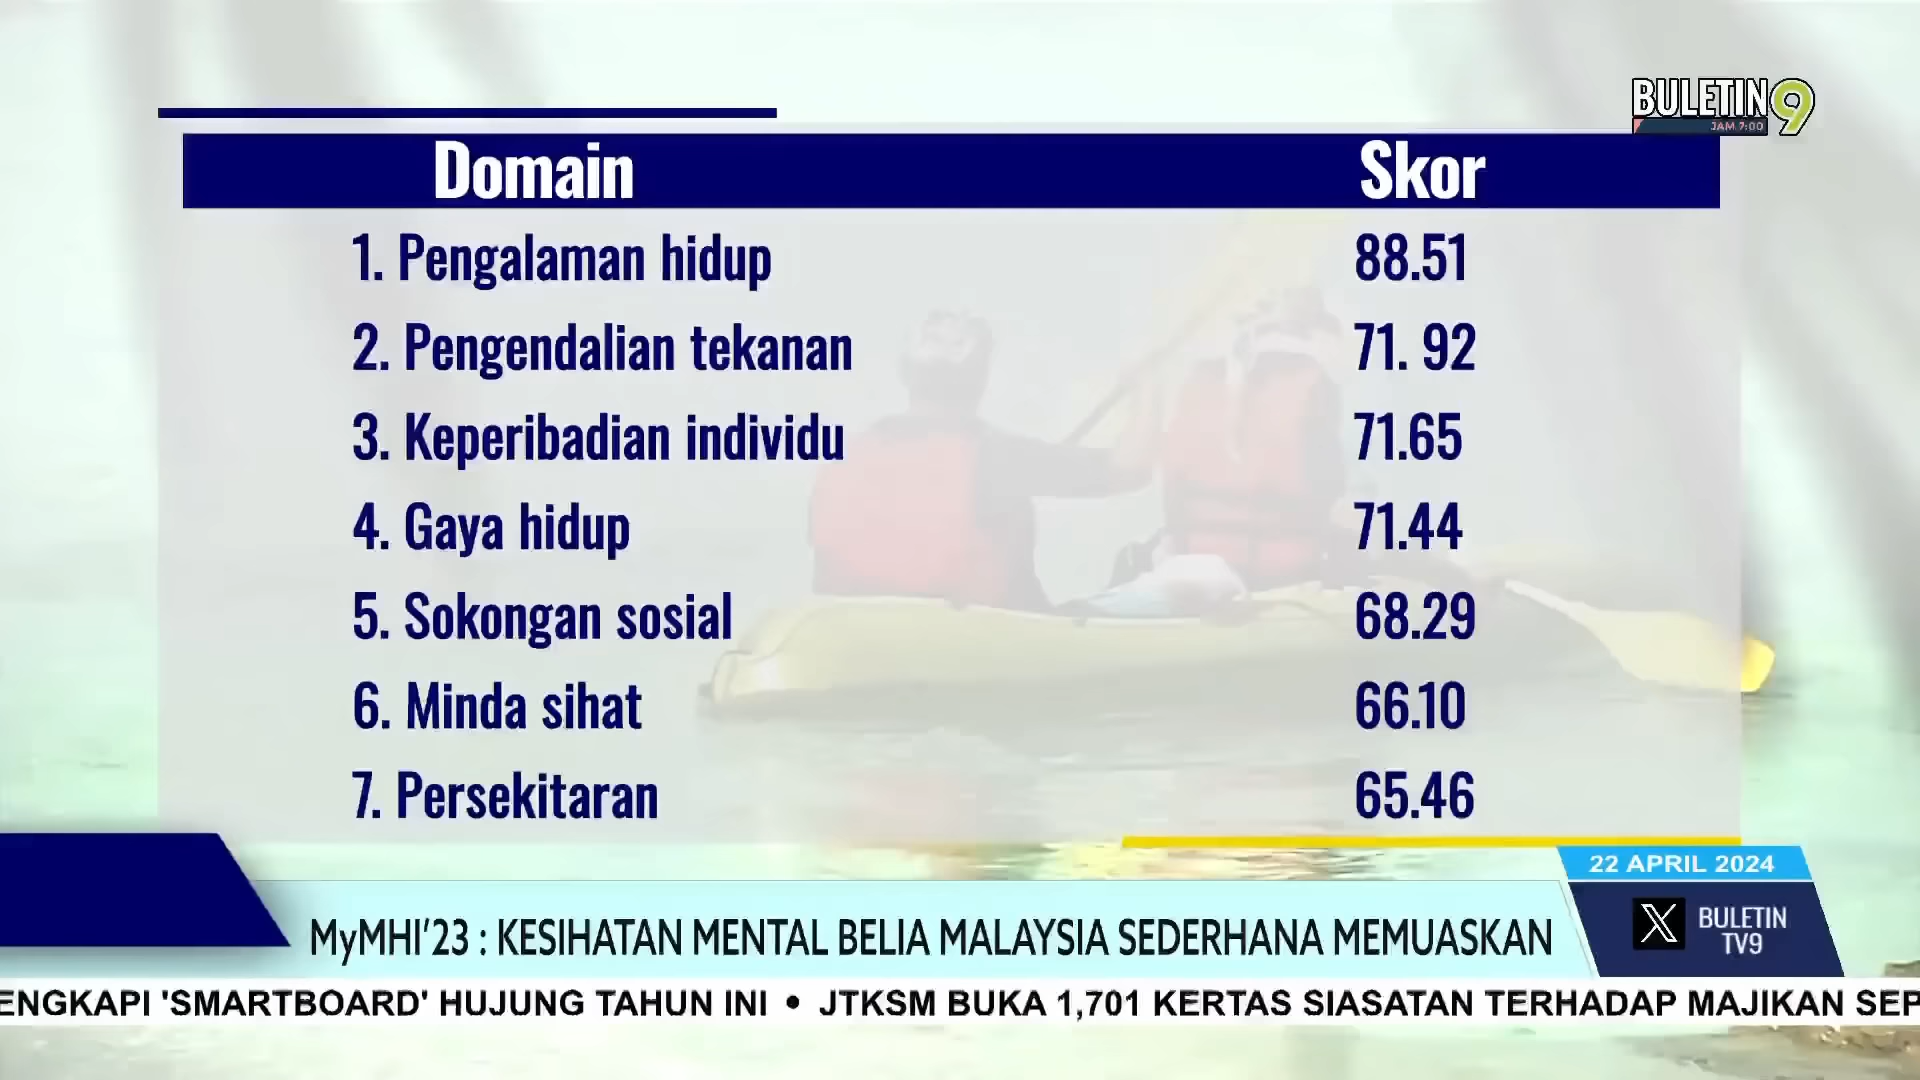 BULETIN 9
JAM 7:00
Domain Skor
1. Pengalaman hidup 88.51
2. Pengendalian tekanan 71. 92
3. Keperibadian individu 71.65
4. Gaya hidup 71.44
5. Sokongan sosial 68.29
6. Minda sihat 66.10
7. Persekitaran 65.46
22 APRIL 2024
MyMHI'23 : KESIHATAN MENTAL BELIA MALAYSIA SEDERHANA MEMUASKAN
X BULETIN
TV9
ENGKAPI 'SMARTBOARD' HUJUNG TAHUN INI • JTKSM BUKA 1,701 KERTAS SIASATAN TERHADAP MAJIKAN SEP